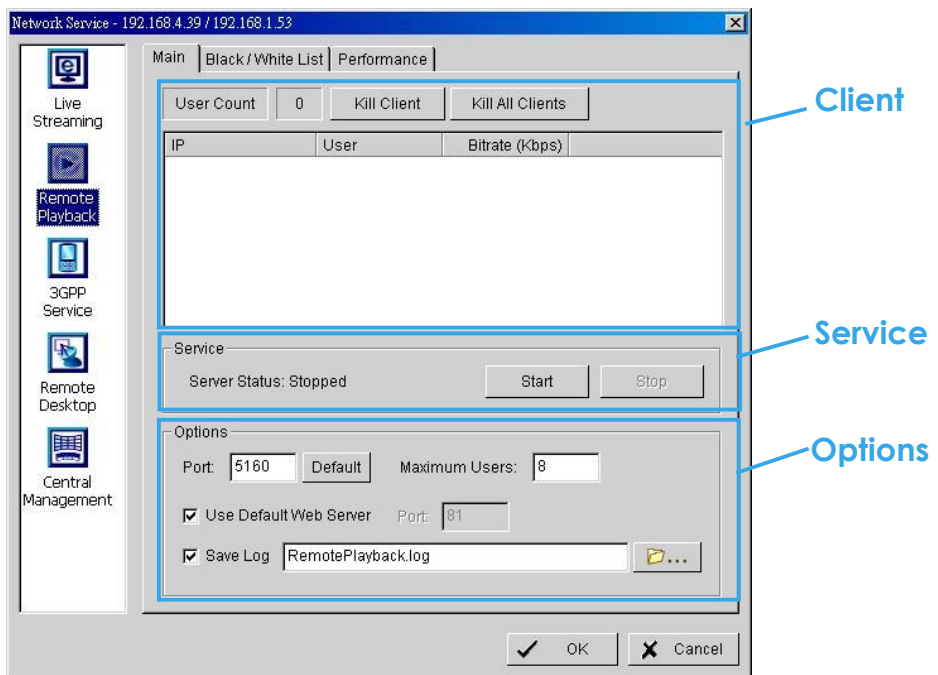 Network Service - 192.168.4.39 / 192.168.1.53
Live
Streaming
Remote
Playback
3GPP
Service
Remote
Desktop
Central
Management
Main
Black / White List
Performance
User Count
0
Kill Client
Kill All Clients
IP
User
Bitrate (Kbps)
Client
Service
Server Status: Stopped
Start
Stop
Service
Options
Port:
5160
Default
Maximum Users:
8
Use Default Web Server
Port:
81
Save Log
RemotePlayback.log
...
Options
OK
Cancel